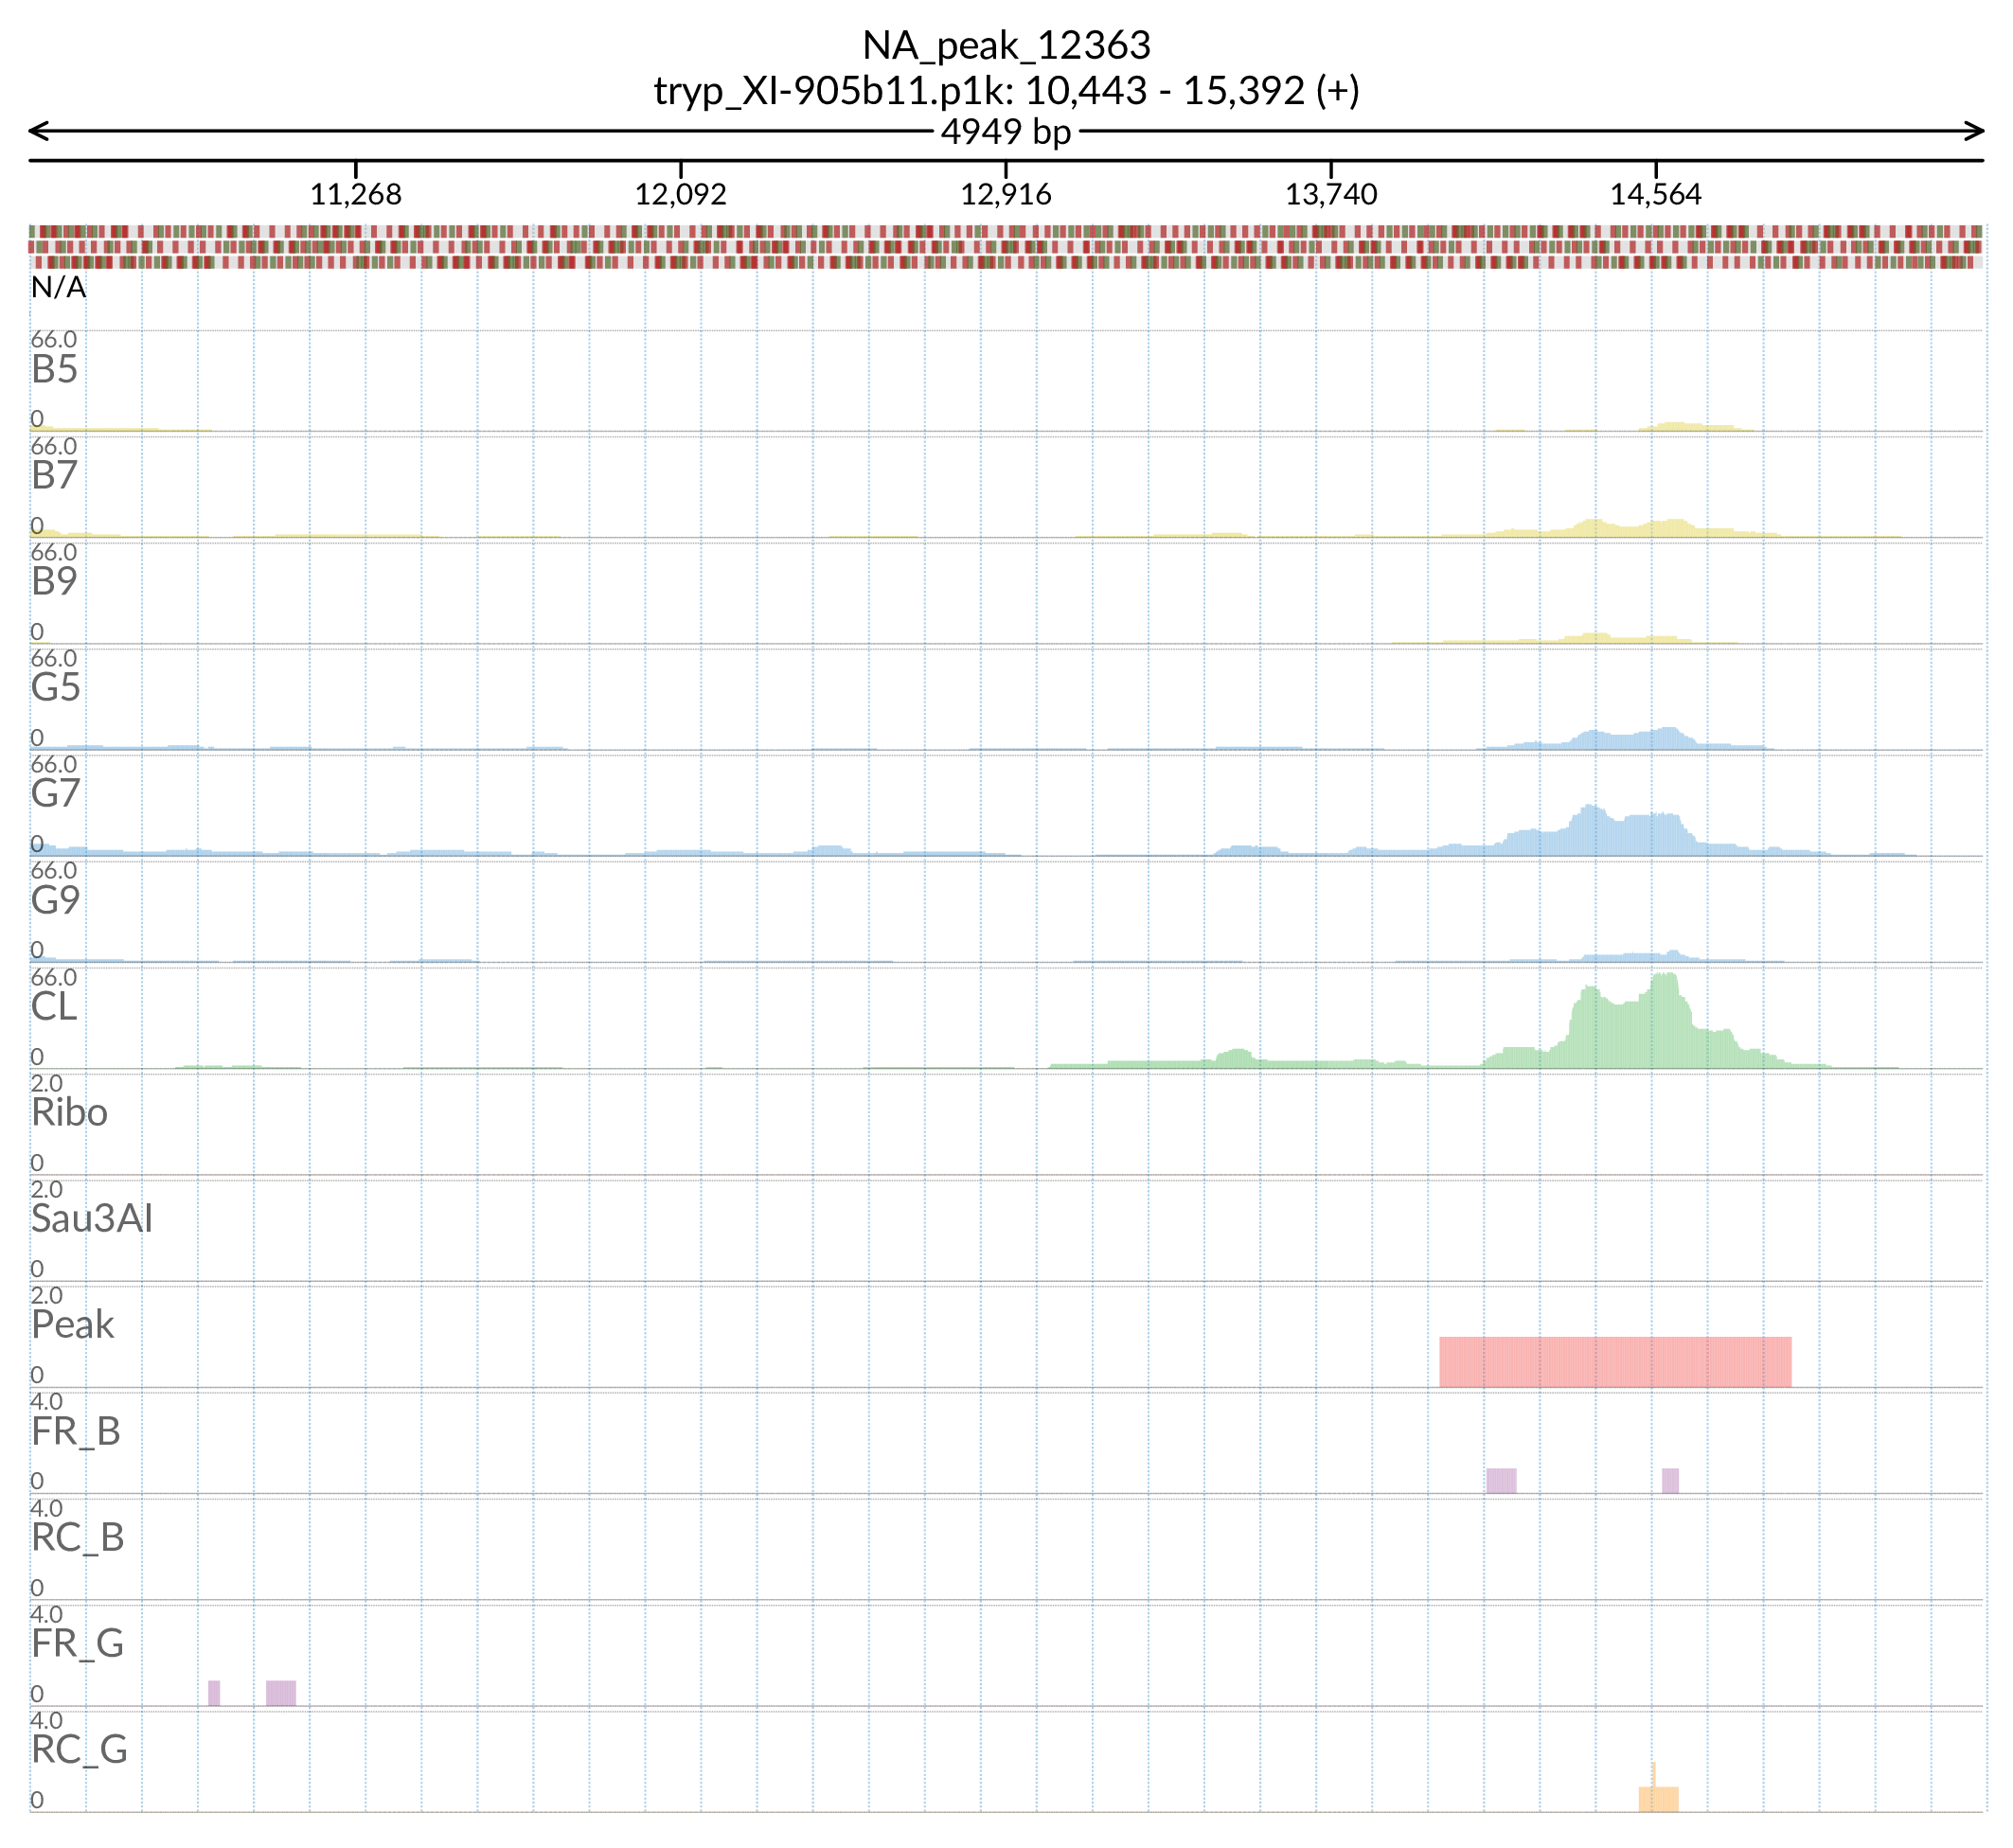 NA_peak_12363
tryp_XI-905b11.p1k: 10,443 - 15,392 (+)
4949 bp
11,268 12,092 12,916 13,740 14,564
N/A
66.0
B5
0
66.0
B7
0
66.0
B9
0
66.0
G5
0
66.0
G7
0
66.0
G9
0
66.0
CL
0
2.0
Ribo
0
2.0
Sau3AI
0
2.0
Peak
0
4.0
FR_B
0
4.0
RC_B
0
4.0
FR_G
0
4.0
RC_G
0